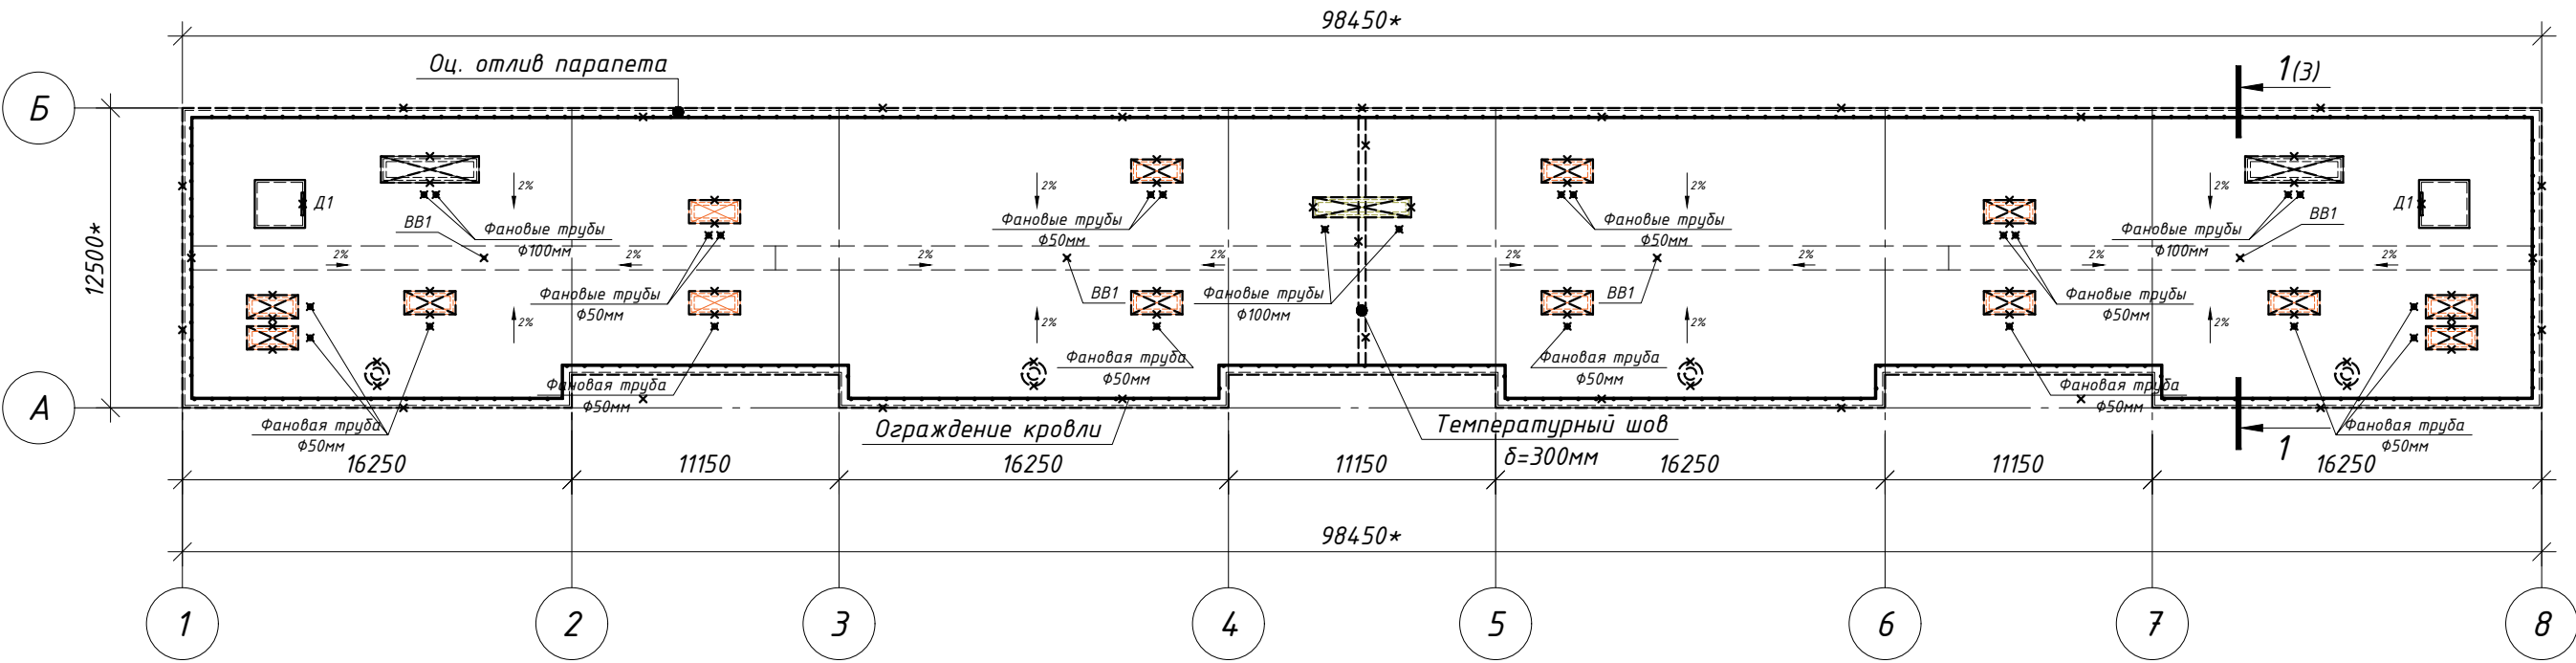 98450*
Оц. отлив парапета
1(3)
Б
Д1
2%
2%
2%
2%
Д1
ВВ1
Фановые трубы
Ф100мм
Фановые трубы
Ф50мм
Фановые трубы
Ф50мм
Фановые трубы
Ф100мм
ВВ1
12500*
2%
2%
2%
2%
2%
2%
2%
2%
Фановые трубы
Ф50мм
ВВ1
Фановые трубы
Ф100мм
ВВ1
Фановые трубы
Ф50мм
2%
2%
2%
2%
Фановая труба
Ф50мм
Фановая труба
Ф50мм
Фановая труба
Ф50мм
Фановая труба
Ф50мм
А
Фановая труба
Ф50мм
Ограждение кровли
Температурный шов
δ=300мм
1
Фановая труба
Ф50мм
16250
11150
16250
11150
16250
11150
16250
98450*
1
2
3
4
5
6
7
8